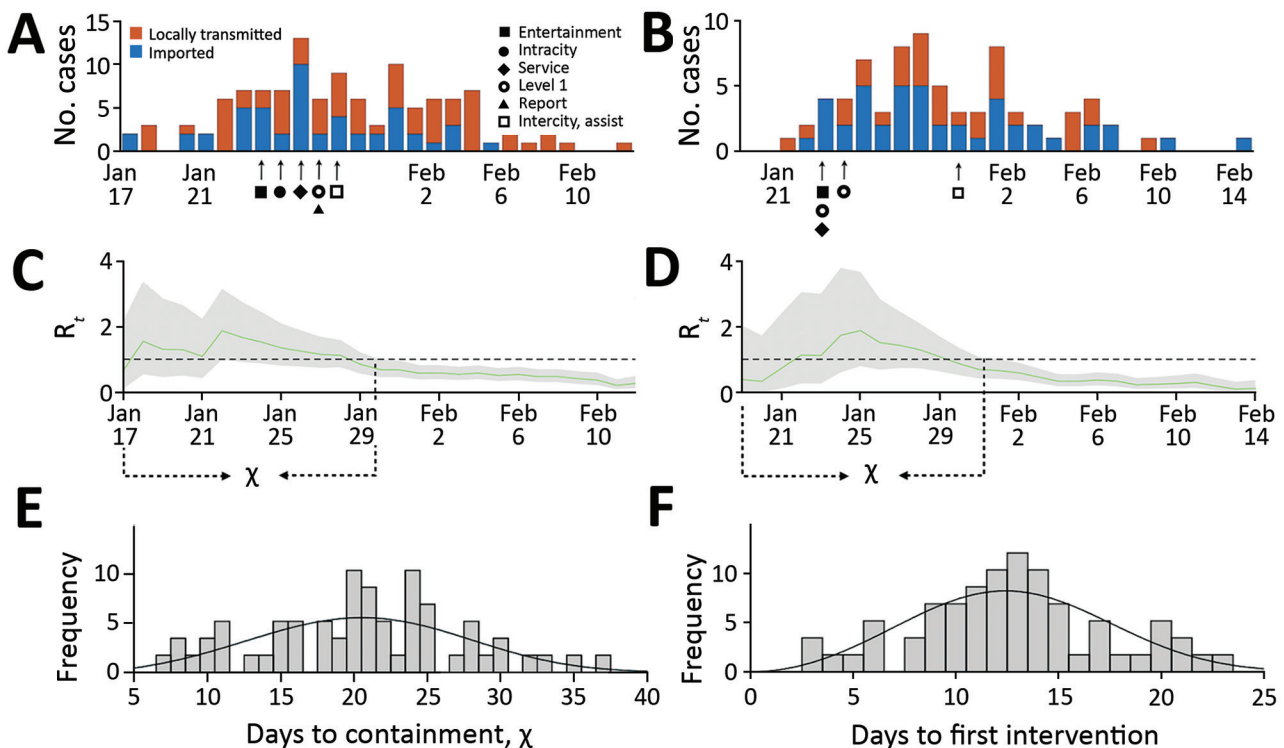 A
No. cases
15
10
5
0
Locally transmitted
Imported
Entertainment
Intracity
Service
Level 1
Report
Intercity, assist
Jan 17
Jan 21
Feb 2
Feb 6
Feb 10
B
No. cases
10
5
0
Jan 21
Feb 2
Feb 6
Feb 10
Feb 14
C
Rt
4
2
0
Jan 17
Jan 21
Jan 25
Jan 29
Feb 2
Feb 6
Feb 10
χ
D
Rt
4
2
0
Jan 21
Jan 25
Jan 29
Feb 2
Feb 6
Feb 10
Feb 14
χ
E
Frequency
10
5
0
5 10 15 20 25 30 35 40
Days to containment, χ
F
Frequency
10
5
0
0 5 10 15 20 25
Days to first intervention